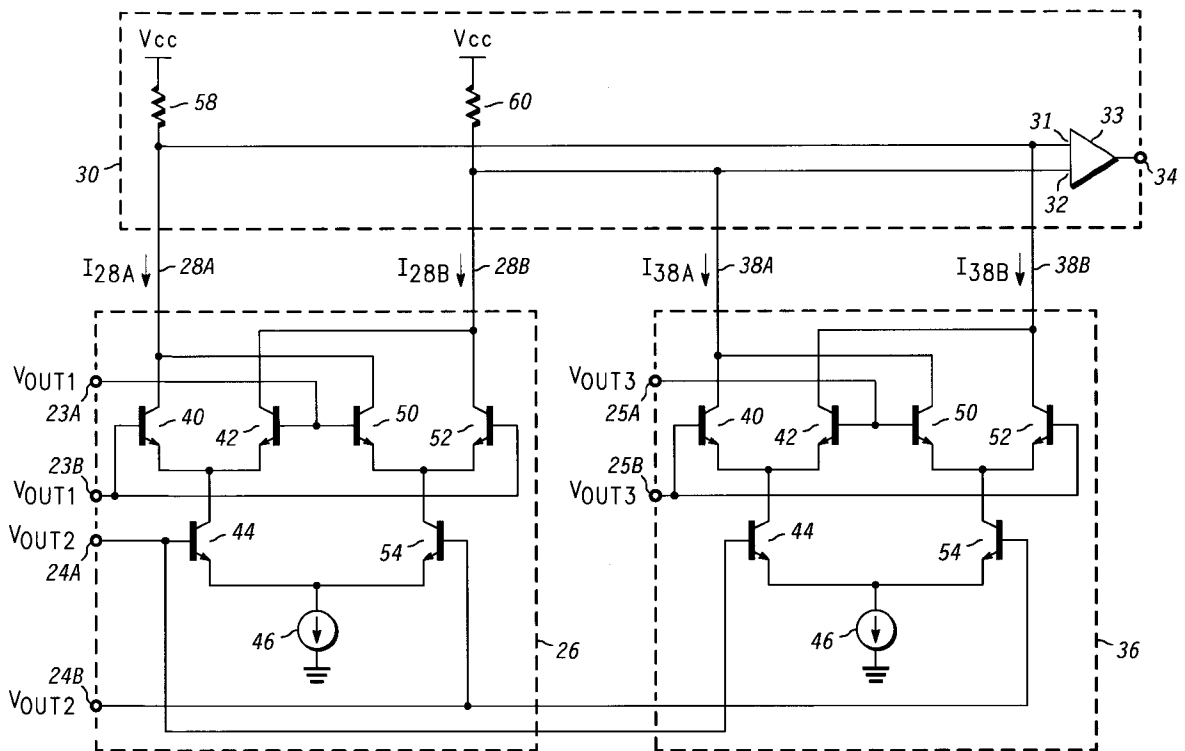 Vcc Vcc
58 60
31 33
30 32 34
I28A 28A I28B 28B I38A 38A I38B 38B
VOUT1 VOUT3
23A 40 50 25A 40 50
42 52 42 52
23B 25B
VOUT1 VOUT3
VOUT2 44 54 44 54
24A
46 26 46 36
24B
VOUT2